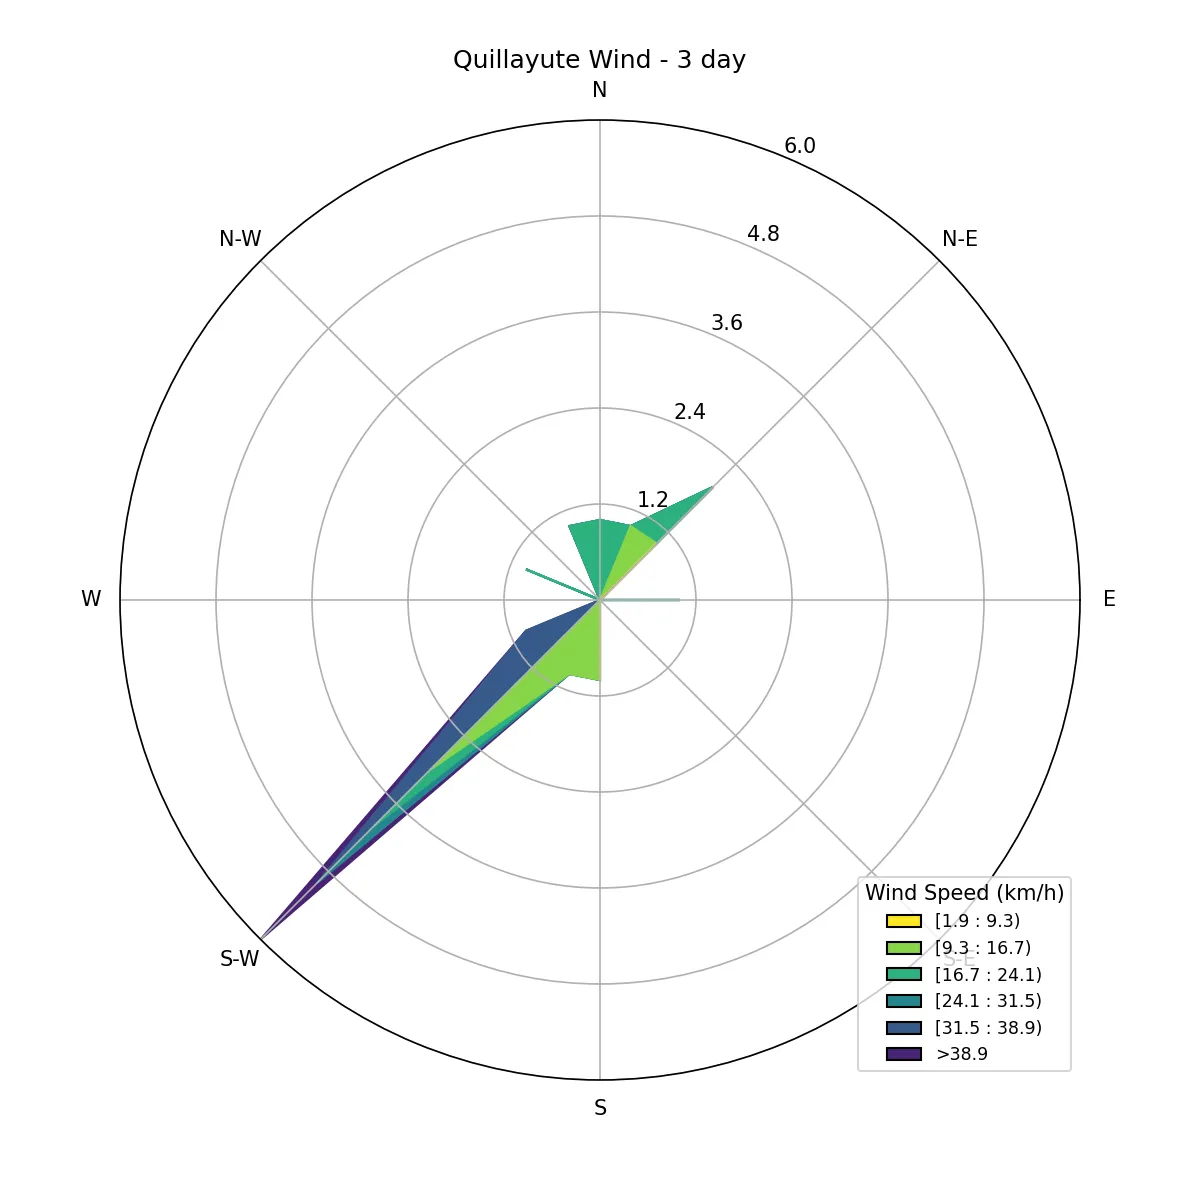 Quillayute Wind - 3 day
N
6.0
N-W
N-E
4.8
3.6
2.4
1.2
W
E
S-W
S-E
S
Wind Speed (km/h)
[1.9 : 9.3)
[9.3 : 16.7)
[16.7 : 24.1)
[24.1 : 31.5)
[31.5 : 38.9)
>38.9